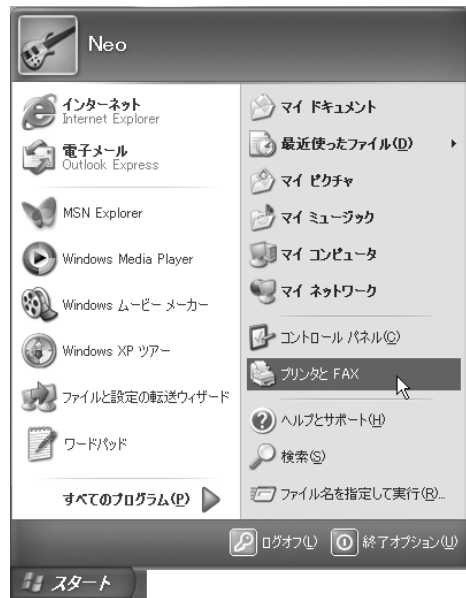 Neo
インターネット
Internet Explorer
電子メール
Outlook Express
MSN Explorer
Windows Media Player
Windows ムービー メーカー
Windows XP ツアー
ファイルと設定の転送ウィザード
ワードパッド
すべてのプログラム(P)
マイ ドキュメント
最近使ったファイル(D)
マイ ピクチャ
マイ ミュージック
マイ コンピュータ
マイ ネットワーク
コントロール パネル(C)
プリンタと FAX
ヘルプとサポート(H)
検索(S)
ファイル名を指定して実行(R)...
ログオフ(L)
終了オプション(U)
スタート